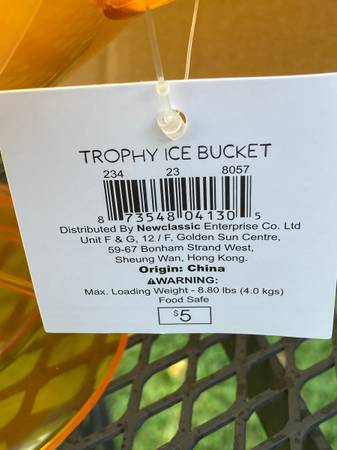 TROPHY ICE BUCKET
234 23 8057
8 73548 04130 5
Distributed By Newclassic Enterprise Co. Ltd
Unit F & G, 12 / F, Golden Sun Centre,
59-67 Bonham Strand West,
Sheung Wan, Hong Kong.
Origin: China
⚠WARNING:
Max. Loading Weight - 8.80 lbs (4.0 kgs)
Food Safe
$5